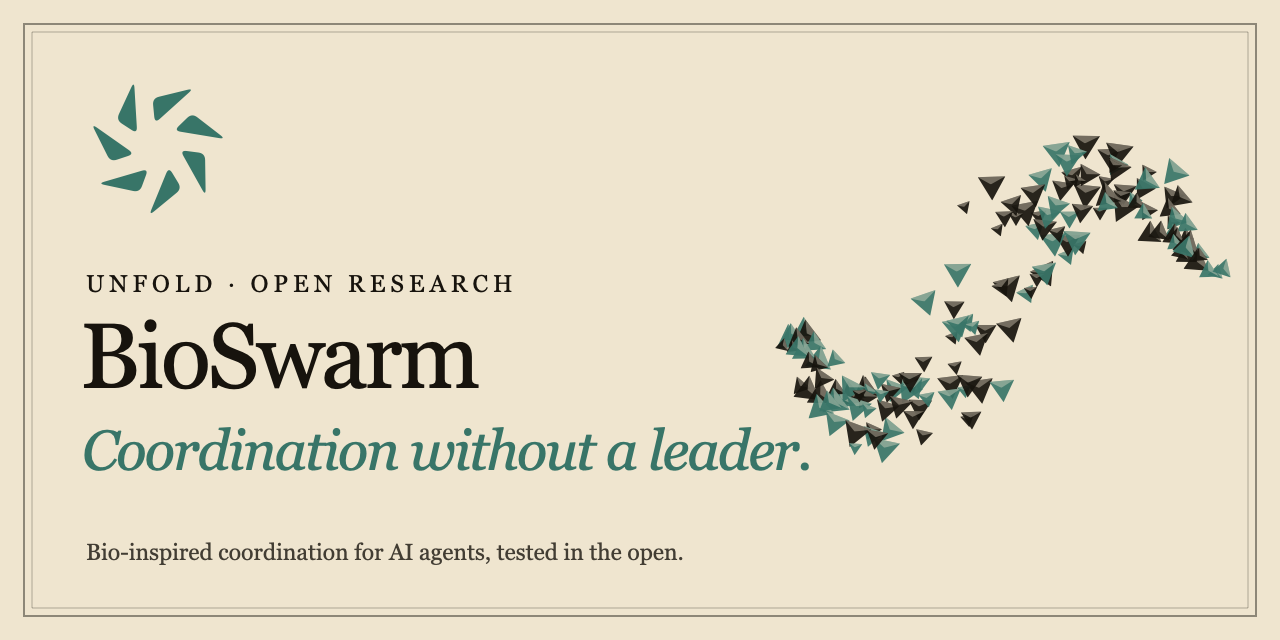 UNFOLD · OPEN RESEARCH
BioSwarm
Coordination without a leader.
Bio-inspired coordination for AI agents, tested in the open.